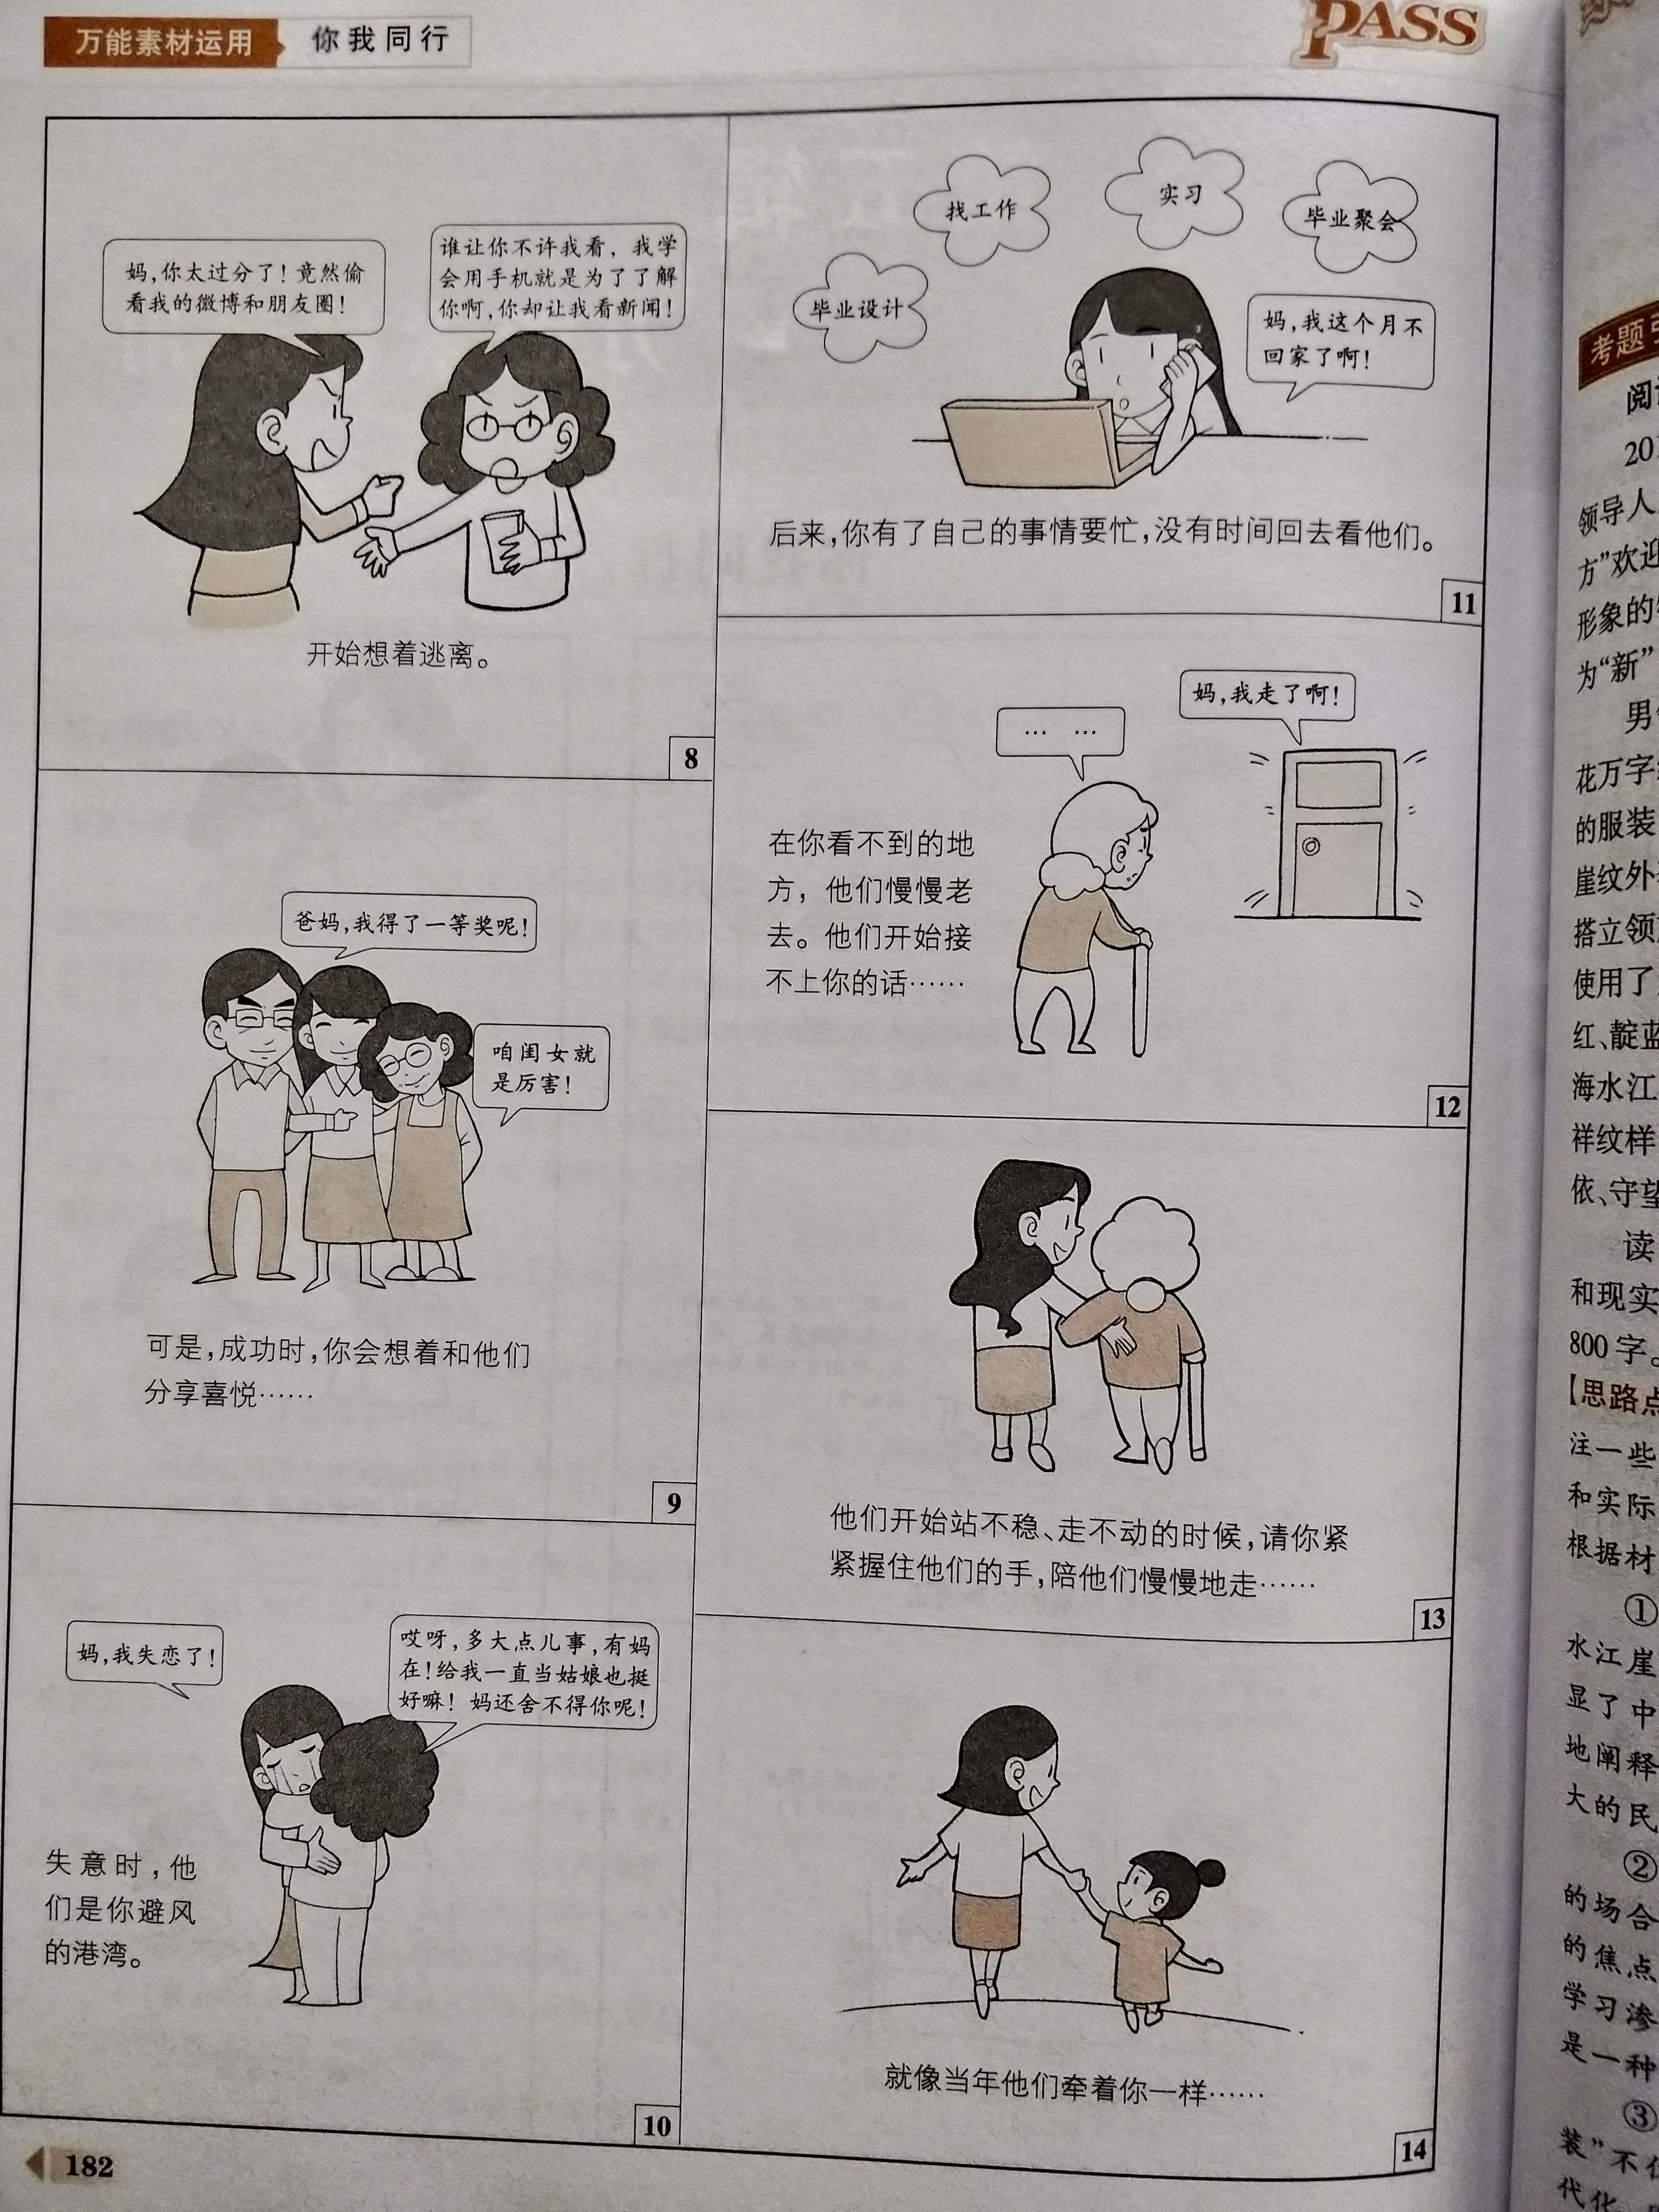 万能素材运用
你我同行
PASS
妈，你太过分了！竟然偷
看我的微博和朋友圈！
谁让你不许我看，我学
会用手机就是为了了解
你啊，你却让我看新闻！
开始想着逃离。
8
爸妈，我得了一等奖呢！
咱闺女就
是厉害！
可是，成功时，你会想着和他们
分享喜悦……
9
妈，我失恋了！
哎呀，多大点儿事，有妈
在！给我一直当姑娘也挺
好嘛！妈还舍不得你呢！
失意时，他
们是你避风
的港湾。
10
找工作
实习
毕业聚会
毕业设计
妈，我这个月不
回家了啊！
后来，你有了自己的事情要忙，没有时间回去看他们。
11
妈，我走了啊！
… …
在你看不到的地
方，他们慢慢老
去。他们开始接
不上你的话……
12
他们开始站不稳、走不动的时候，请你紧
紧握住他们的手，陪他们慢慢地走……
13
就像当年他们牵着你一样……
14
182
考题
阅
20
领导人
方”欢迎
形象的
为“新”
男
花万字
的服装
崖纹外
搭立领
使用了
红、靛蓝
海水江
祥纹样
依、守望
读
和现实
800字。
【思路点
注一些
和实际
根据材
①
水江崖
显了中
地阐释
大的民
②
的场合
的焦点
学习渗
是一种
③
装”不
代化